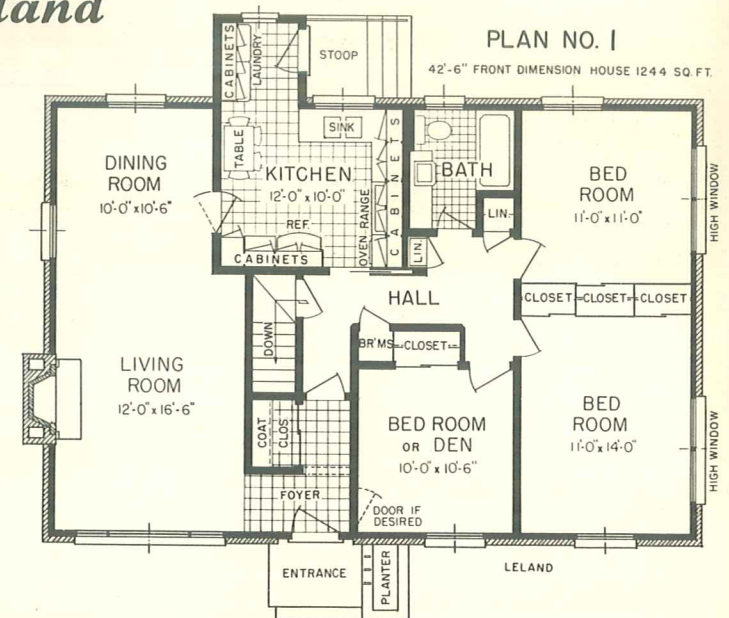 PLAN NO. 1
42'-6" FRONT DIMENSION HOUSE 1244 SQ. FT.
CABINETS
LAUNDRY
STOOP
DINING
ROOM
10'-0" x 10'-6"
TABLE
SINK
KITCHEN
12'-0" x 10'-0"
REF.
CABINETS
OVEN-RANGE
CABINETS
BATH
LIN.
LIN.
BED
ROOM
11'-0" x 11'-0"
HIGH WINDOW
HALL
CLOSET
CLOSET
CLOSET
DOWN
BR'MS
CLOSET
LIVING
ROOM
12'-0" x 16'-6"
COAT
CLOS.
BED ROOM
OR DEN
10'-0" x 10'-6"
BED
ROOM
11'-0" x 14'-0"
HIGH WINDOW
FOYER
DOOR IF
DESIRED
ENTRANCE
PLANTER
LELAND